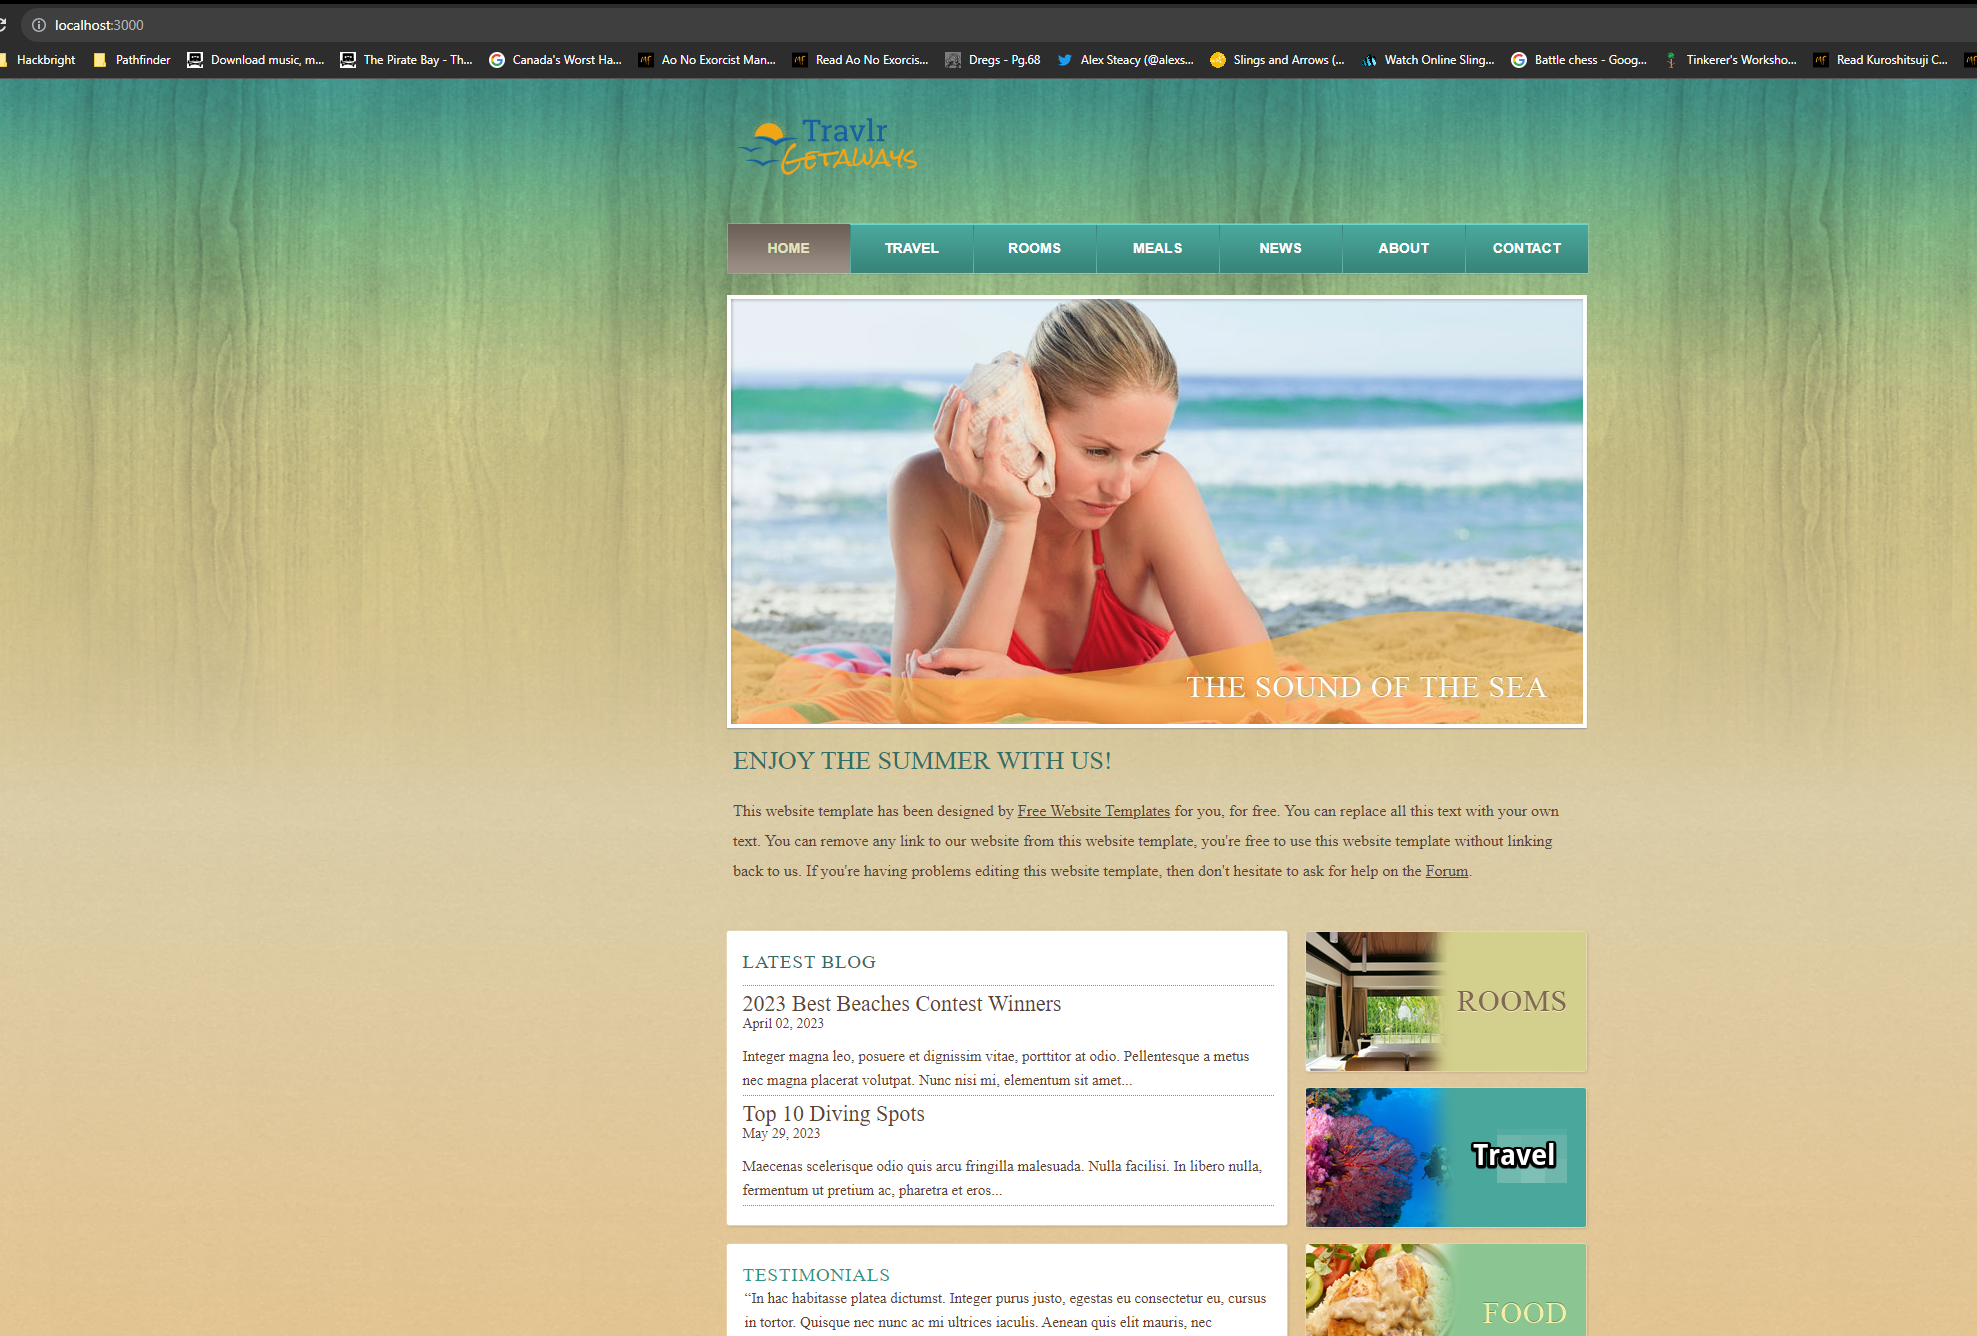 localhost:3000
Hackbright Pathfinder Download music, m... The Pirate Bay - Th... Canada's Worst Ha... Ao No Exorcist Man... Read Ao No Exorcis... Dregs - Pg.68 Alex Steacy (@alexs... Slings and Arrows (... Watch Online Sling... Battle chess - Goog... Tinkerer's Worksho... Read Kuroshitsuji C...
Travlr
Getaways
HOME TRAVEL ROOMS MEALS NEWS ABOUT CONTACT
THE SOUND OF THE SEA
ENJOY THE SUMMER WITH US!
This website template has been designed by Free Website Templates for you, for free. You can replace all this text with your own
text. You can remove any link to our website from this website template, you're free to use this website template without linking
back to us. If you're having problems editing this website template, then don't hesitate to ask for help on the Forum.
LATEST BLOG
2023 Best Beaches Contest Winners
April 02, 2023
Integer magna leo, posuere et dignissim vitae, porttitor at odio. Pellentesque a metus
nec magna placerat volutpat. Nunc nisi mi, elementum sit amet...
Top 10 Diving Spots
May 29, 2023
Maecenas scelerisque odio quis arcu fringilla malesuada. Nulla facilisi. In libero nulla,
fermentum ut pretium ac, pharetra et eros...
TESTIMONIALS
“In hac habitasse platea dictumst. Integer purus justo, egestas eu consectetur eu, cursus
in tortor. Quisque nec nunc ac mi ultrices iaculis. Aenean quis elit mauris, nec
ROOMS
Travel
FOOD